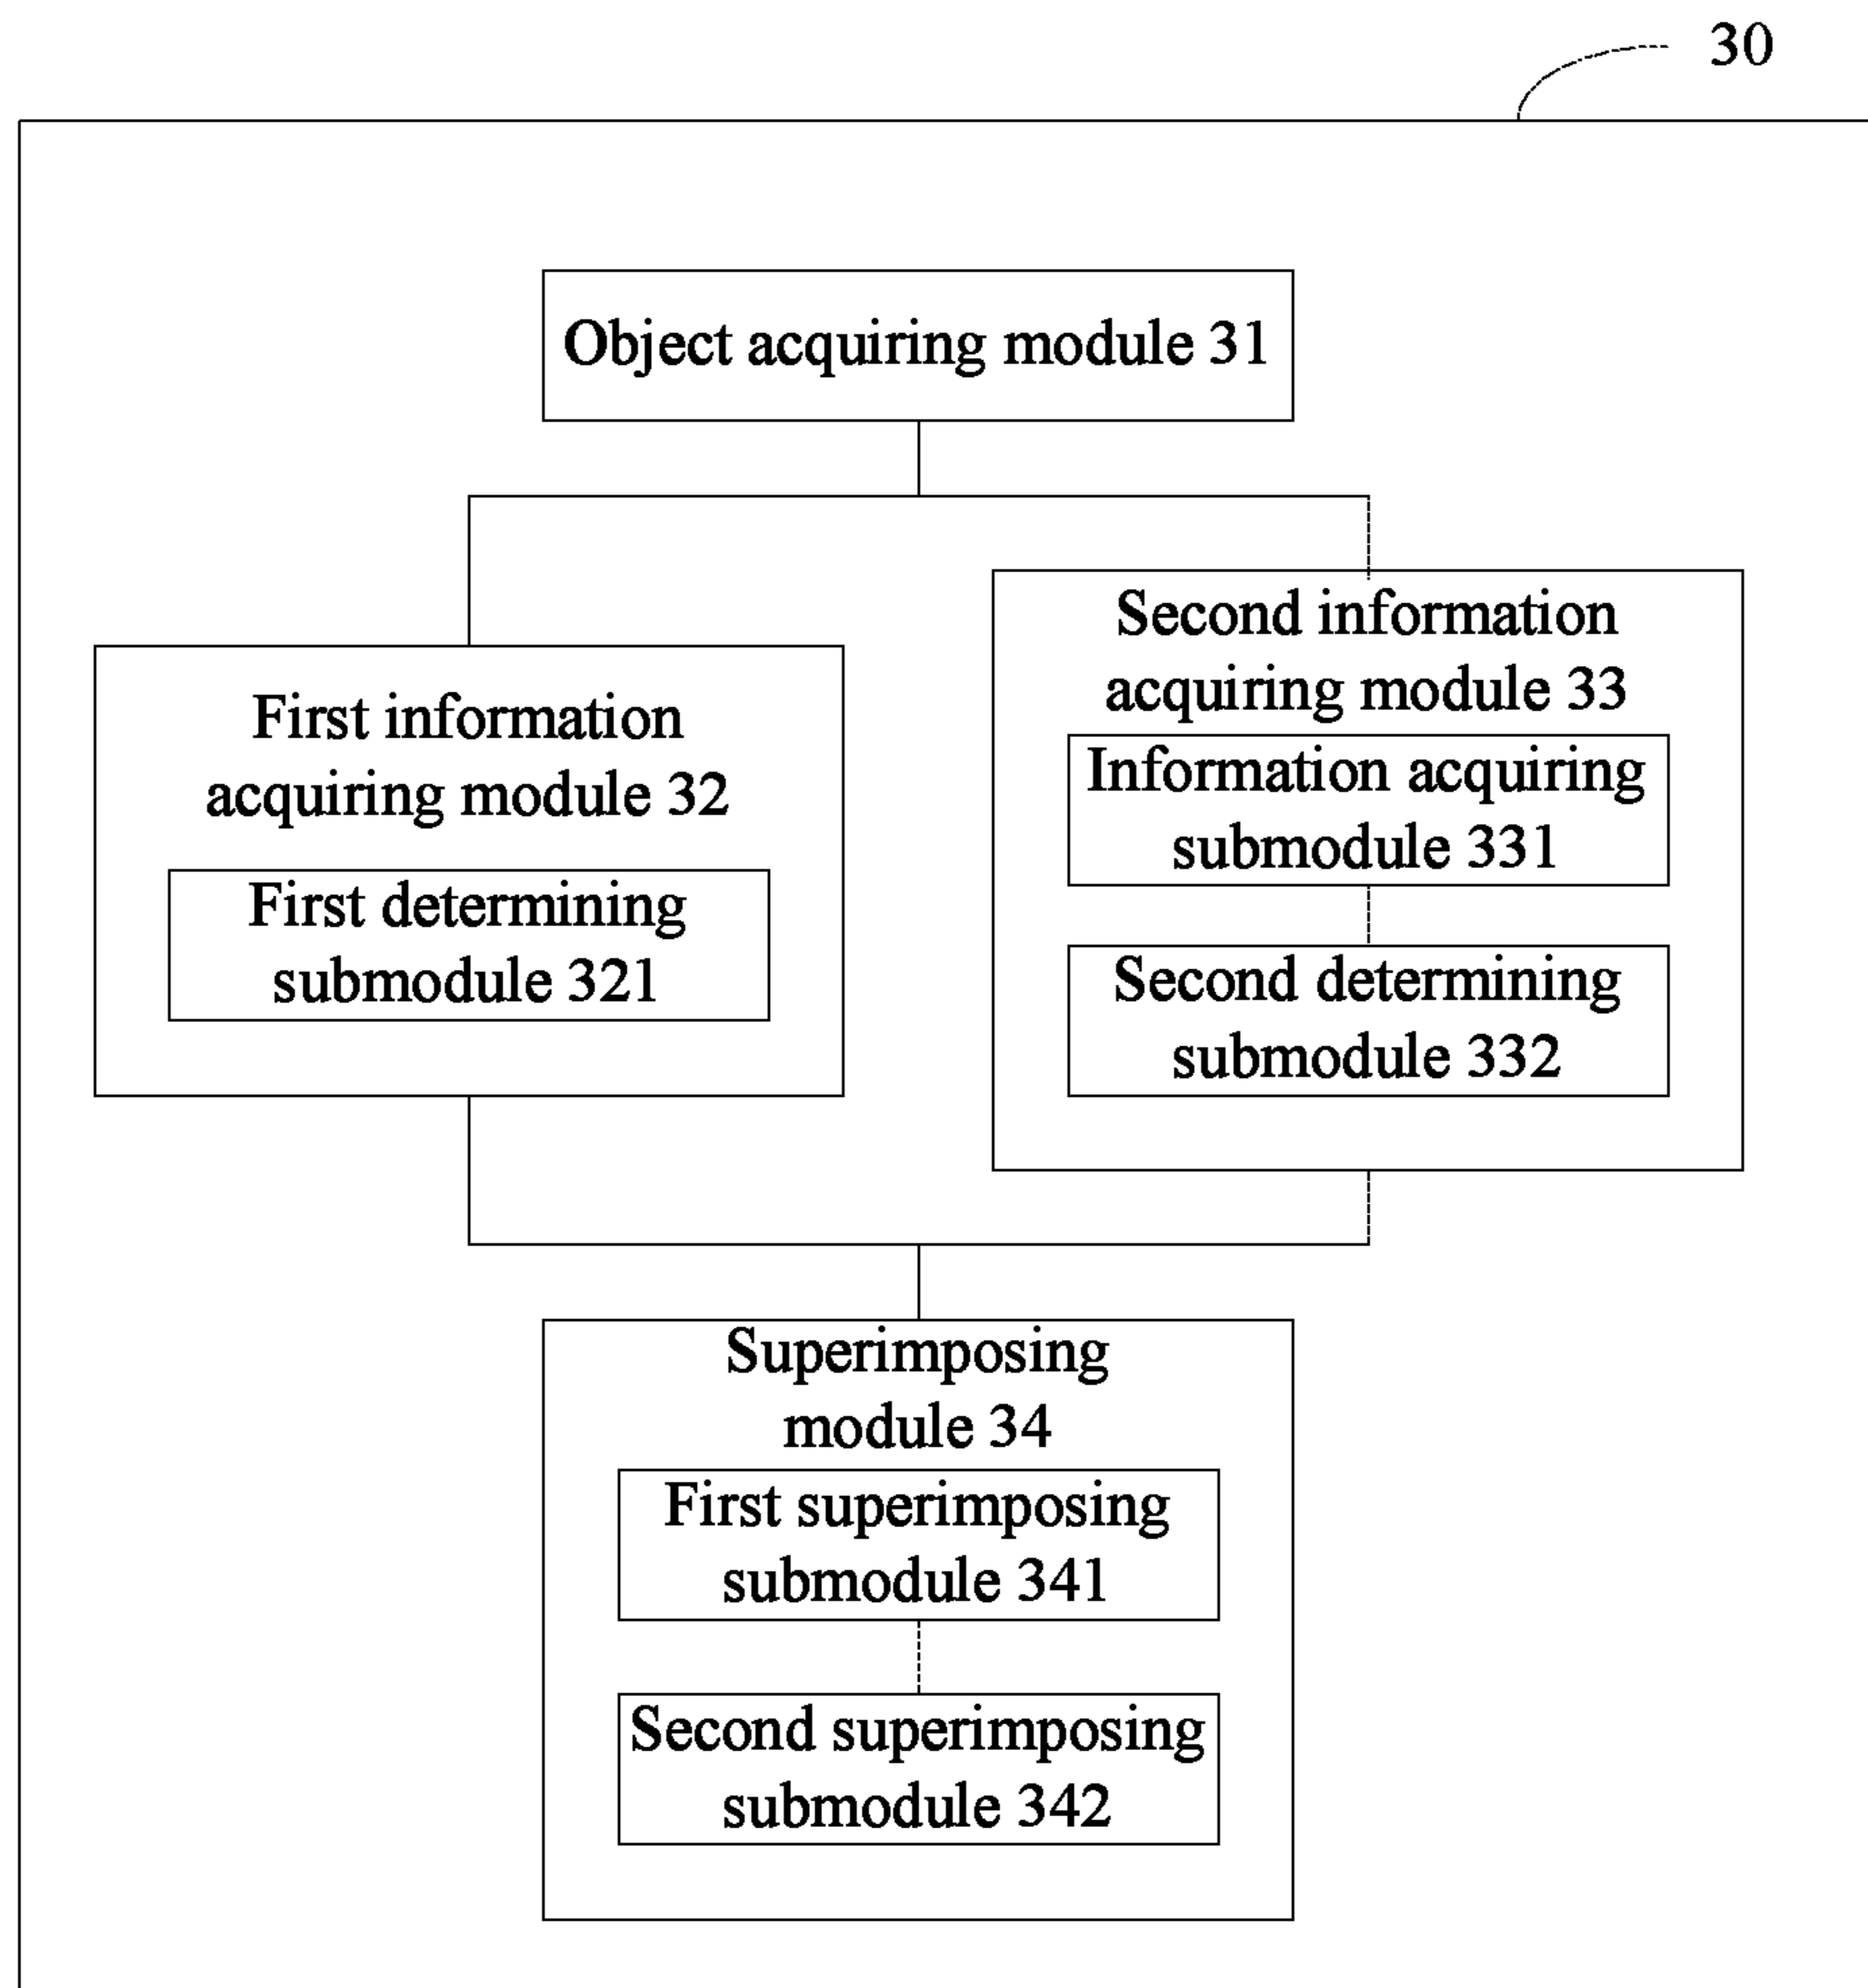 30
Object acquiring module 31
First information
acquiring module 32
First determining
submodule 321
Second information
acquiring module 33
Information acquiring
submodule 331
Second determining
submodule 332
Superimposing
module 34
First superimposing
submodule 341
Second superimposing
submodule 342